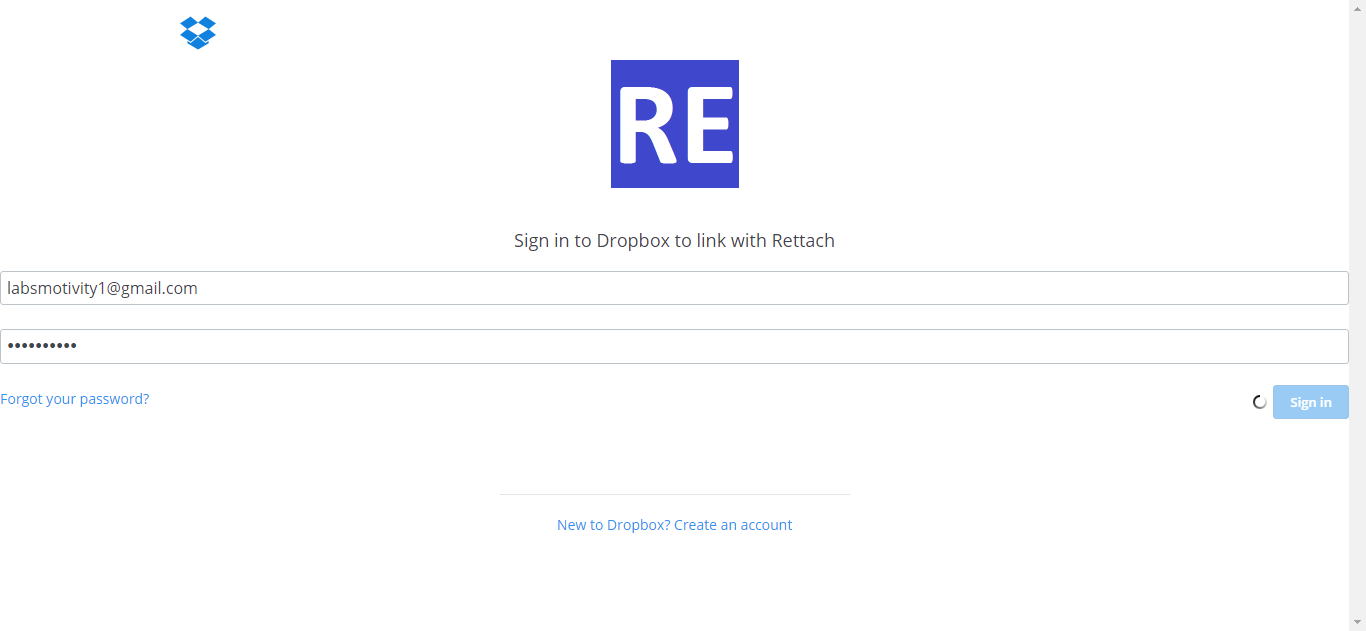 RE
Sign in to Dropbox to link with Rettach
labsmotivity1@gmail.com
••••••••••
Forgot your password?
Sign in
New to Dropbox? Create an account